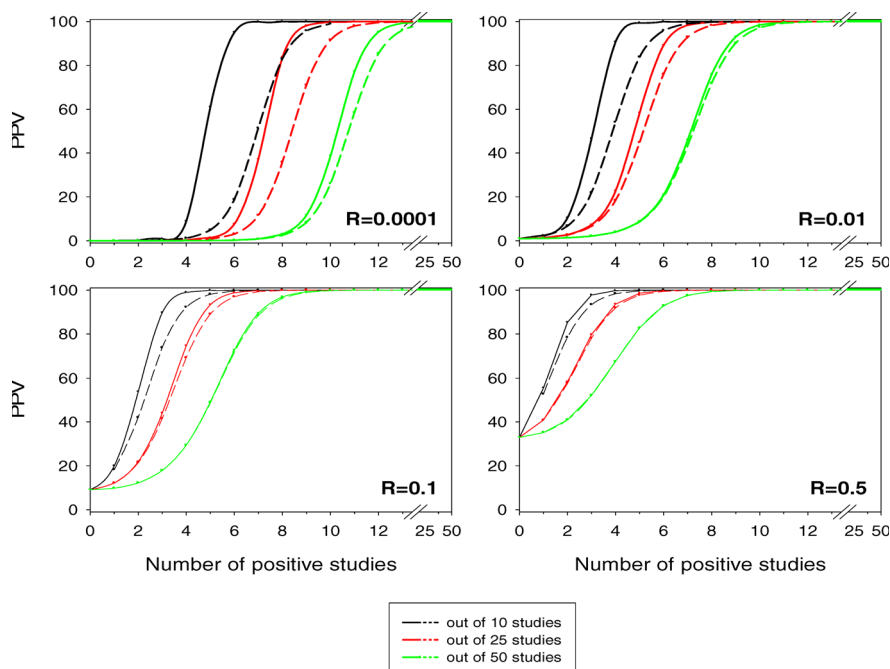 100
80
60
40
20
0
PPV
R=0.0001
0 2 4 6 8 10 12 25 50
100
80
60
40
20
0
R=0.01
0 2 4 6 8 10 12 25 50
100
80
60
40
20
0
PPV
R=0.1
0 2 4 6 8 10 12 25 50
Number of positive studies
100
80
60
40
20
0
R=0.5
0 2 4 6 8 10 12 25 50
Number of positive studies
out of 10 studies
out of 25 studies
out of 50 studies